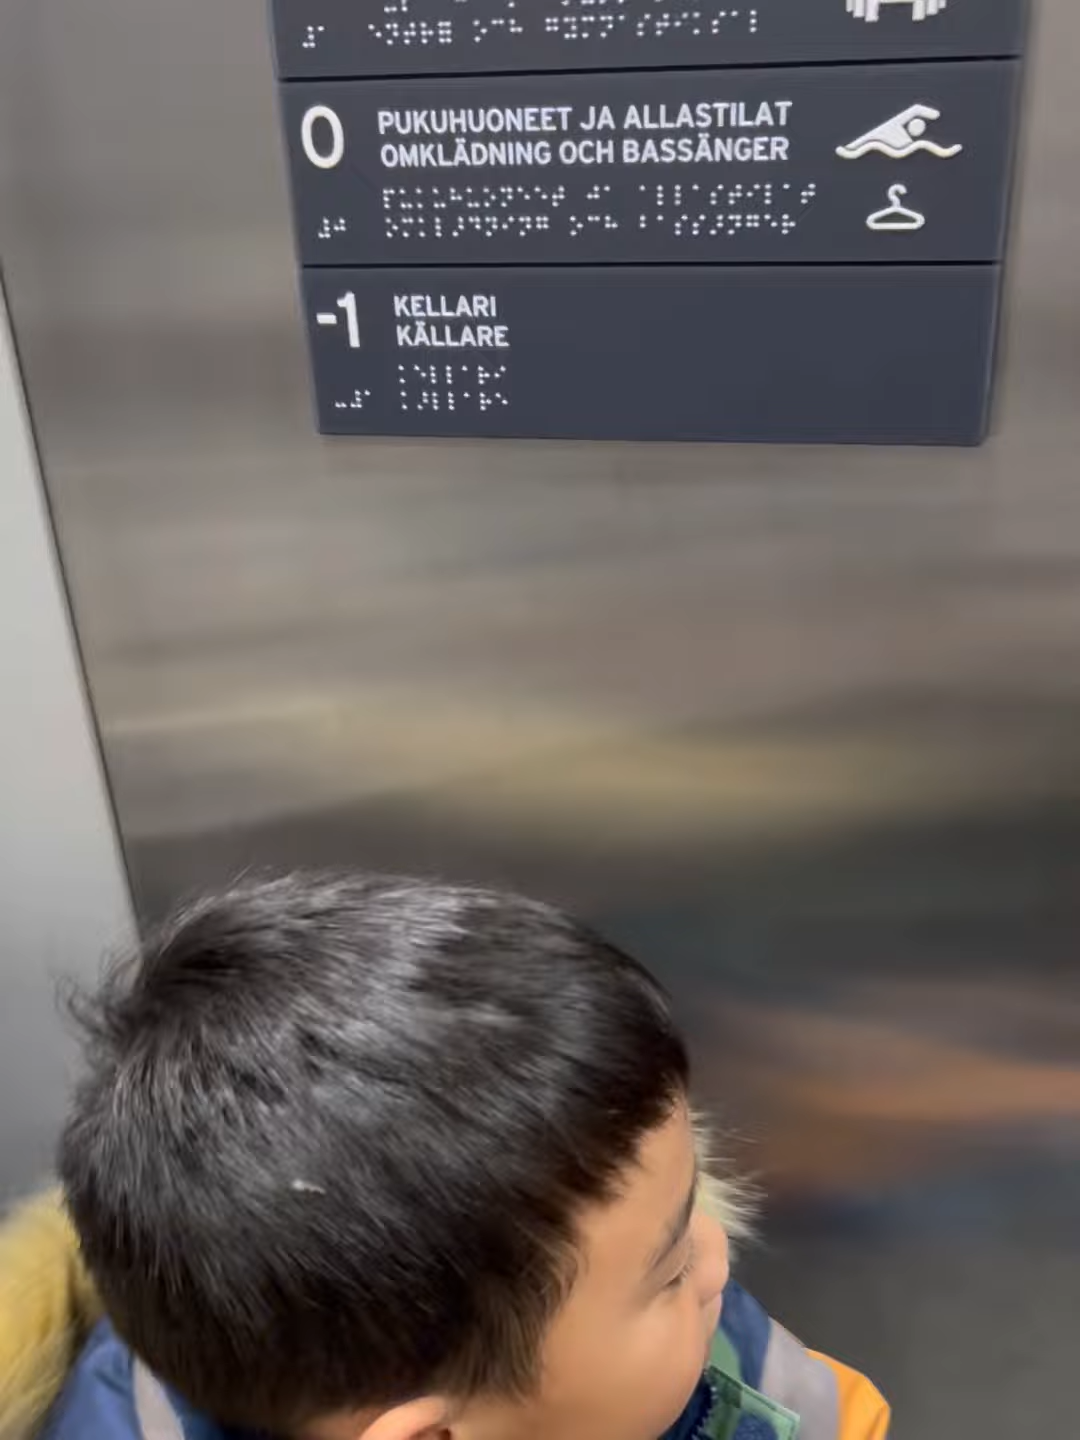 0 PUKUHUONEET JA ALLASTILAT
OMKLÄDNING OCH BASSÄNGER
-1 KELLARI
KÄLLARE